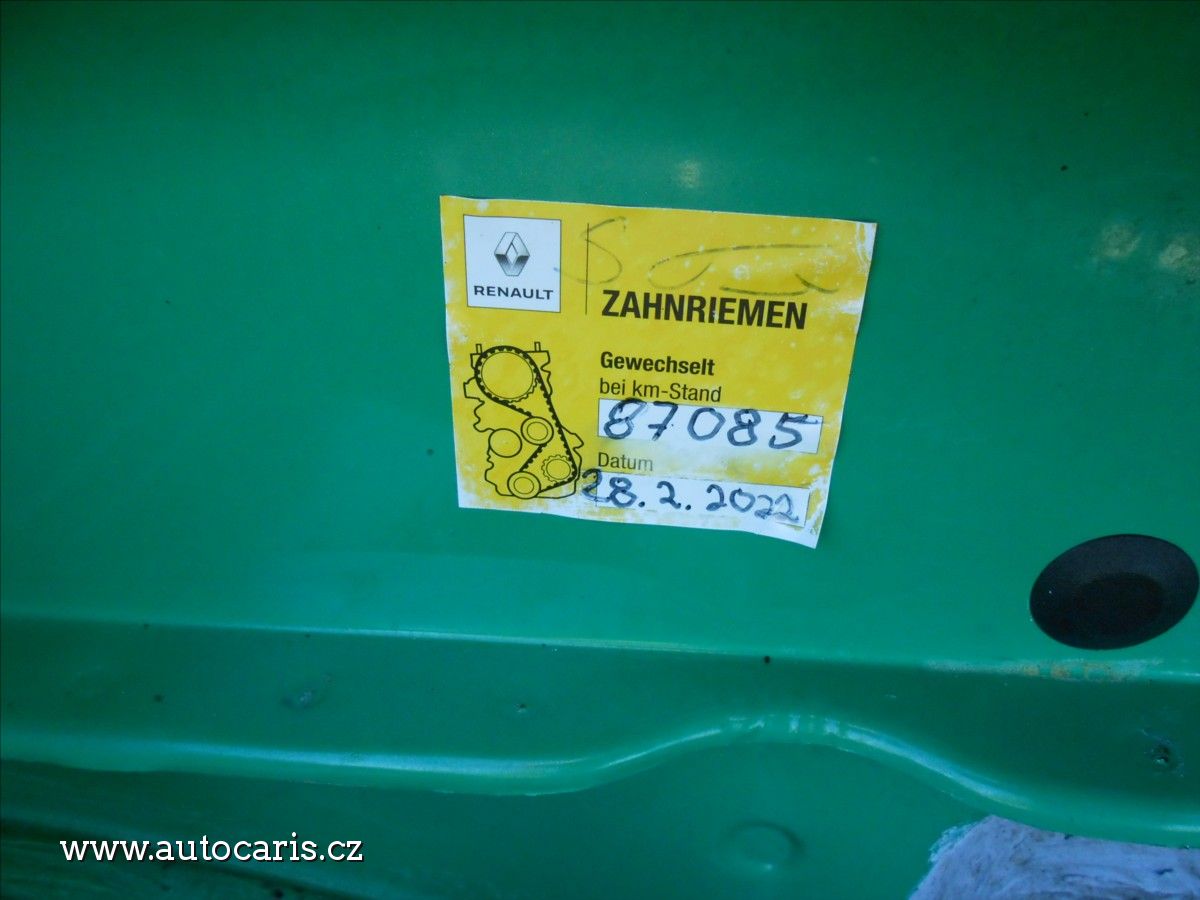 RENAULT
ZAHNRIEMEN
Gewechselt
bei km-Stand
87085
Datum
28.2.2022
www.autocaris.cz